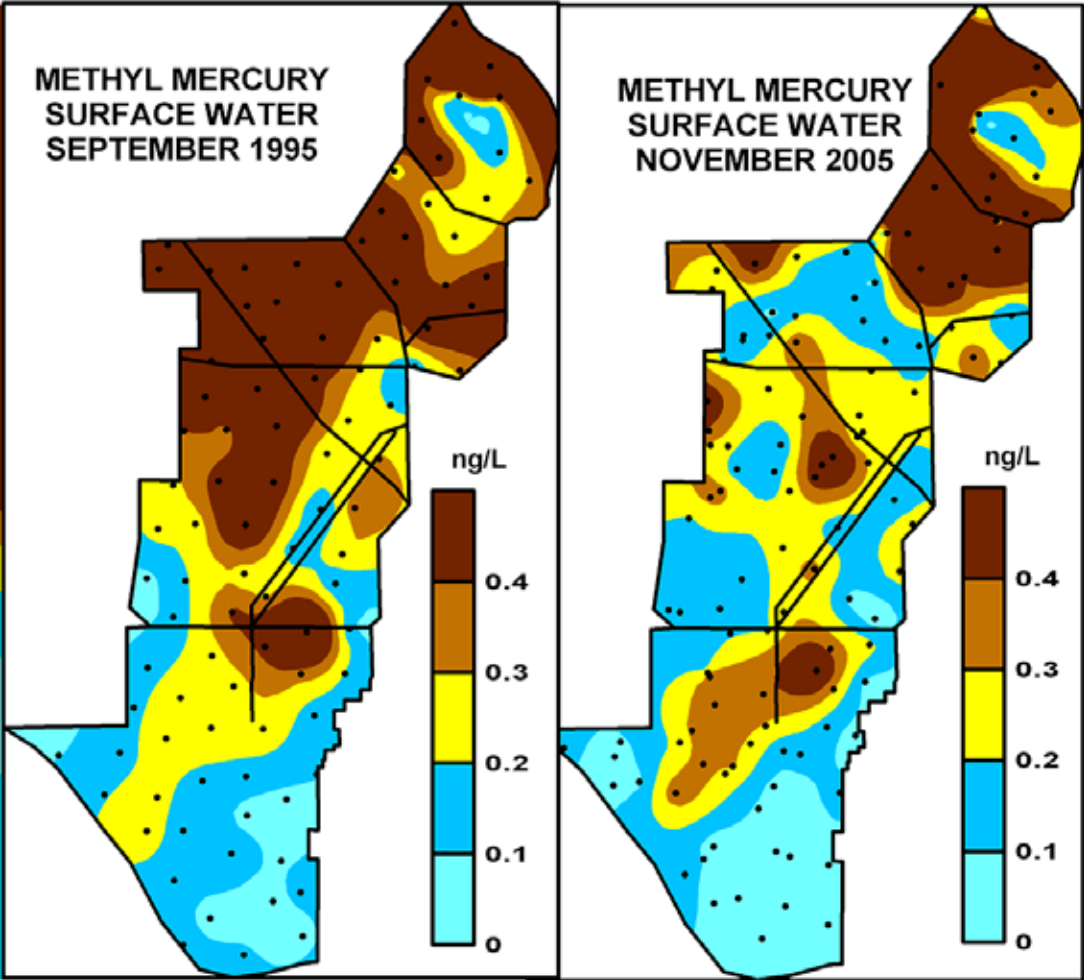 METHYL MERCURY
SURFACE WATER
SEPTEMBER 1995
ng/L
0.4
0.3
0.2
0.1
0
METHYL MERCURY
SURFACE WATER
NOVEMBER 2005
ng/L
0.4
0.3
0.2
0.1
0